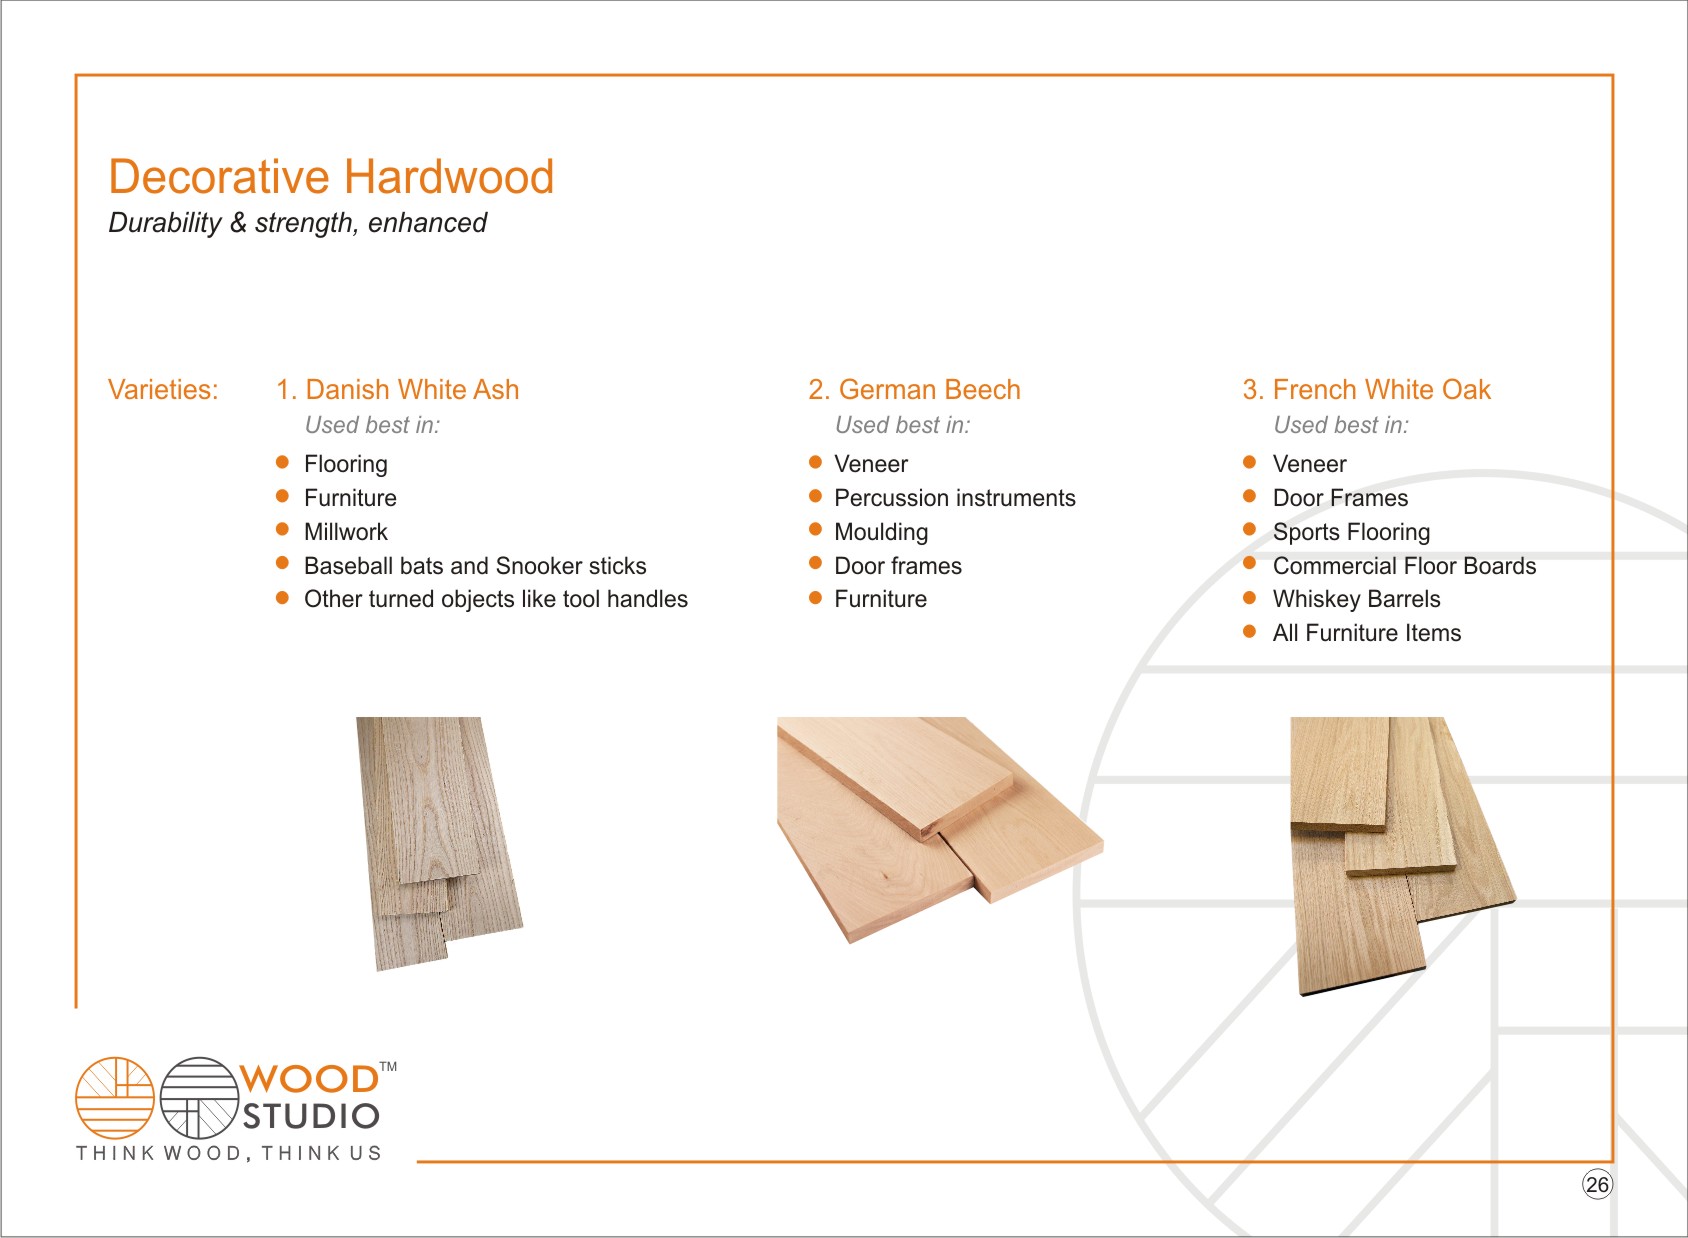 Decorative Hardwood
Durability & strength, enhanced
Varieties:
1. Danish White Ash
Used best in:
Flooring
Furniture
Millwork
Baseball bats and Snooker sticks
Other turned objects like tool handles
2. German Beech
Used best in:
Veneer
Percussion instruments
Moulding
Door frames
Furniture
3. French White Oak
Used best in:
Veneer
Door Frames
Sports Flooring
Commercial Floor Boards
Whiskey Barrels
All Furniture Items
WOOD TM
STUDIO
THINK WOOD, THINK US
26